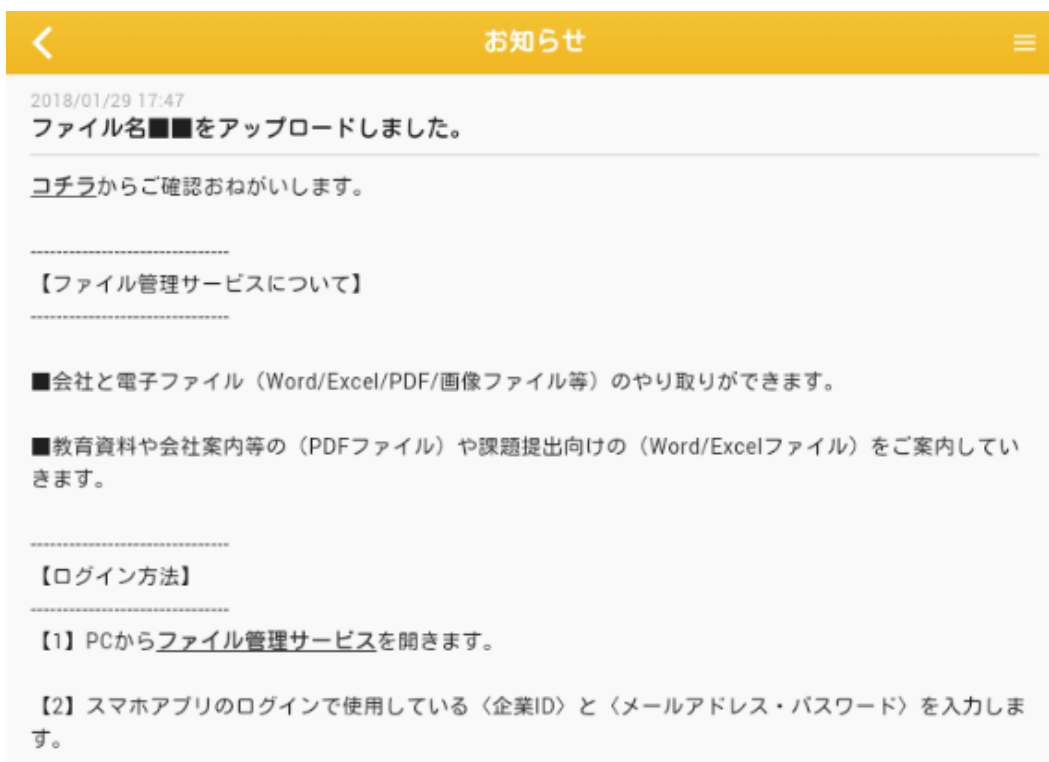 お知らせ
2018/01/29 17:47
ファイル名■■をアップロードしました。
コチラからご確認おねがいします。
-------------------------------
【ファイル管理サービスについて】
-------------------------------
■会社と電子ファイル（Word/Excel/PDF/画像ファイル等）のやり取りができます。
■教育資料や会社案内等の（PDFファイル）や課題提出向けの（Word/Excelファイル）をご案内してい
きます。
-------------------------------
【ログイン方法】
-------------------------------
【1】PCからファイル管理サービスを開きます。
【2】スマホアプリのログインで使用している〈企業ID〉と〈メールアドレス・パスワード〉を入力しま
す。